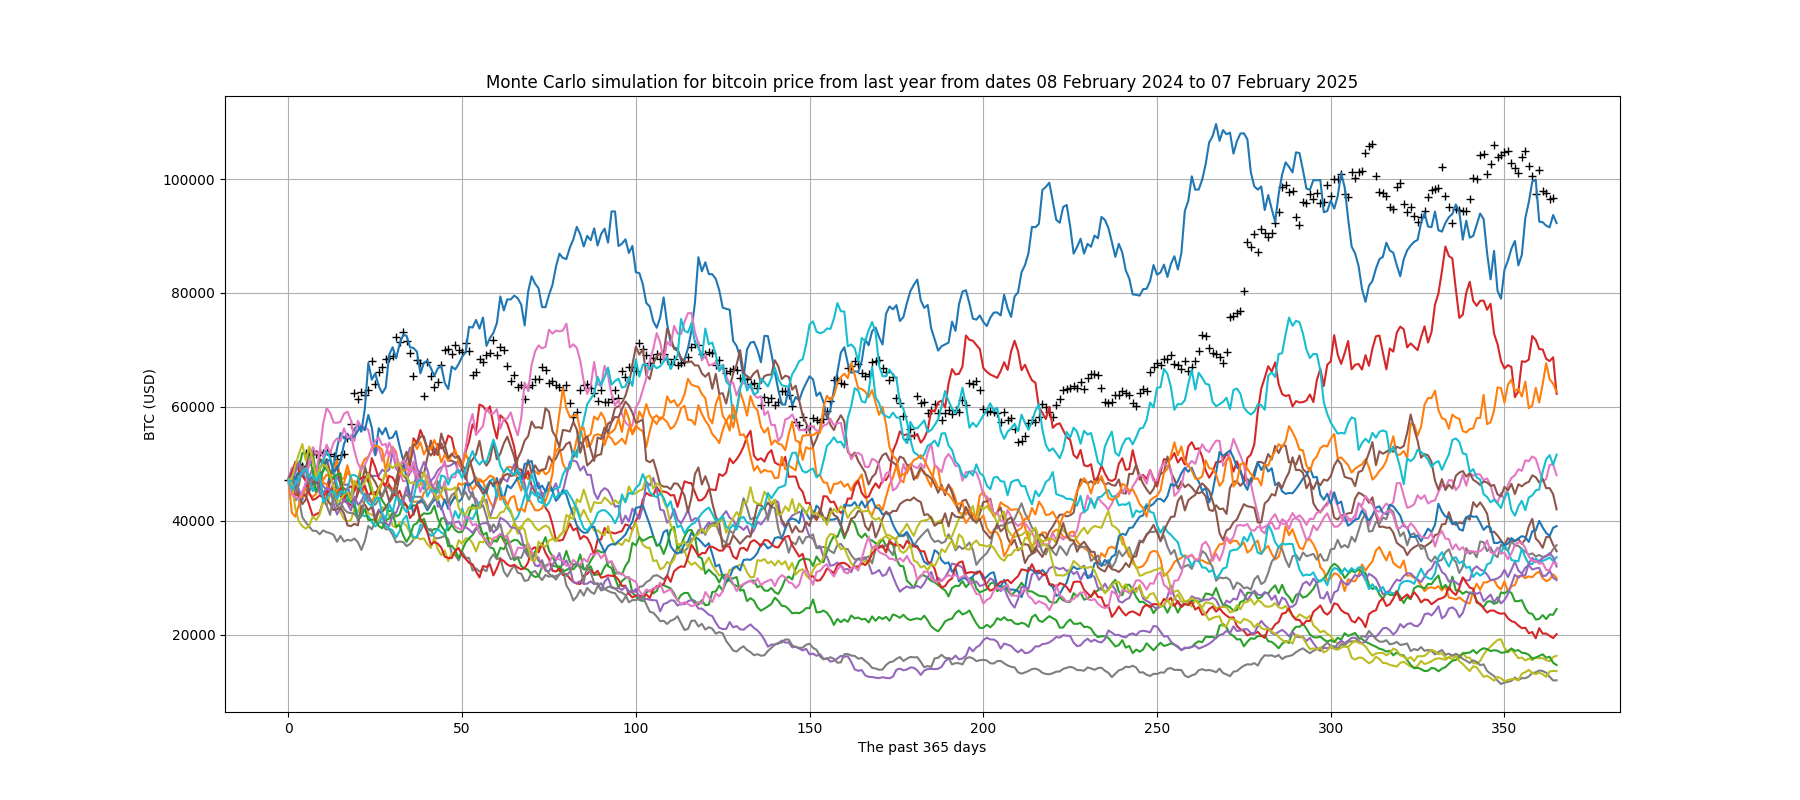 Monte Carlo simulation for bitcoin price from last year from dates 08 February 2024 to 07 February 2025
100000
80000
60000
40000
20000
BTC (USD)
0 50 100 150 200 250 300 350
The past 365 days